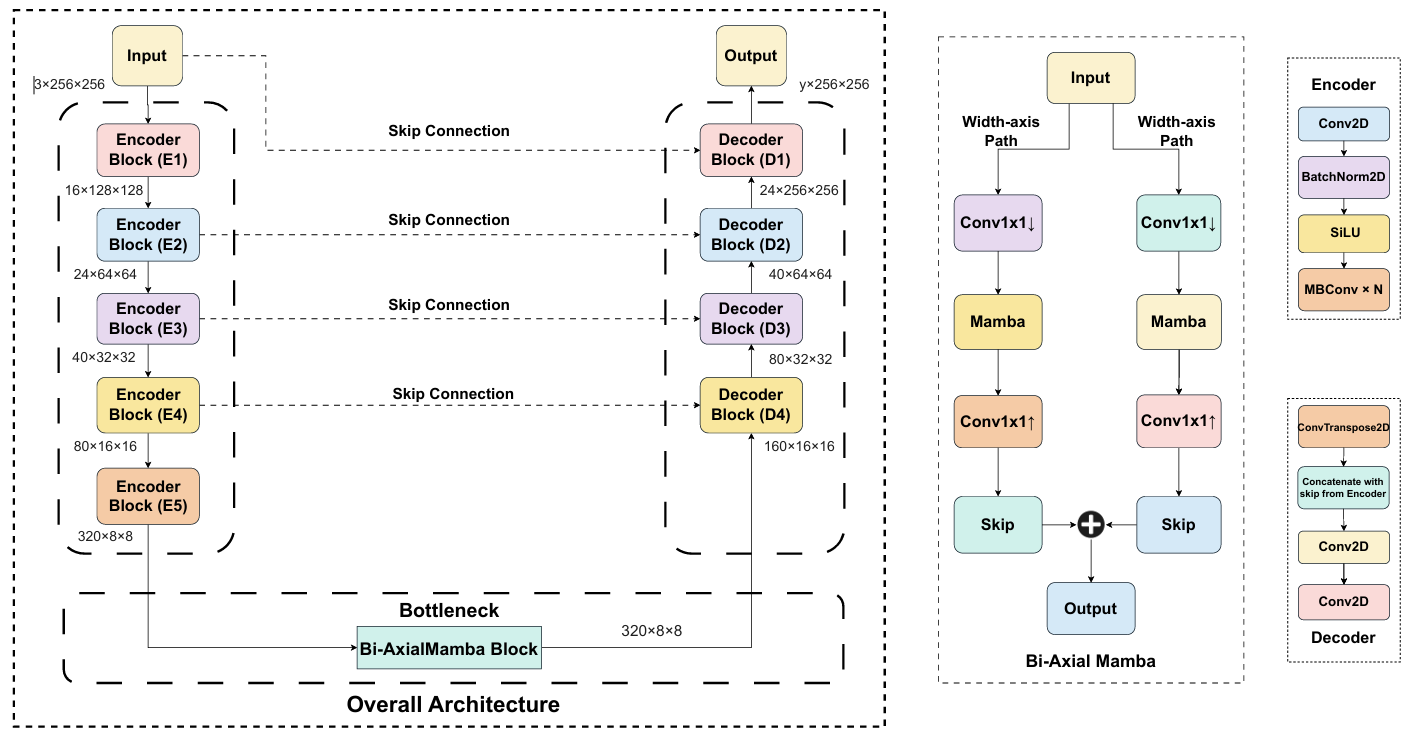 Input
3×256×256
Encoder
Block (E1)
16×128×128
Encoder
Block (E2)
24×64×64
Encoder
Block (E3)
40×32×32
Encoder
Block (E4)
80×16×16
Encoder
Block (E5)
320×8×8
Skip Connection
Skip Connection
Skip Connection
Skip Connection
Output
y×256×256
Decoder
Block (D1)
24×256×256
Decoder
Block (D2)
40×64×64
Decoder
Block (D3)
80×32×32
Decoder
Block (D4)
160×16×16
Bottleneck
Bi-AxialMamba Block
320×8×8
Overall Architecture
Input
Width-axis
Path
Width-axis
Path
Conv1x1↓
Conv1x1↓
Mamba
Mamba
Conv1x1↑
Conv1x1↑
Skip
Skip
Output
Bi-Axial Mamba
Encoder
Conv2D
BatchNorm2D
SiLU
MBConv × N
ConvTranspose2D
Concatenate with
skip from Encoder
Conv2D
Conv2D
Decoder